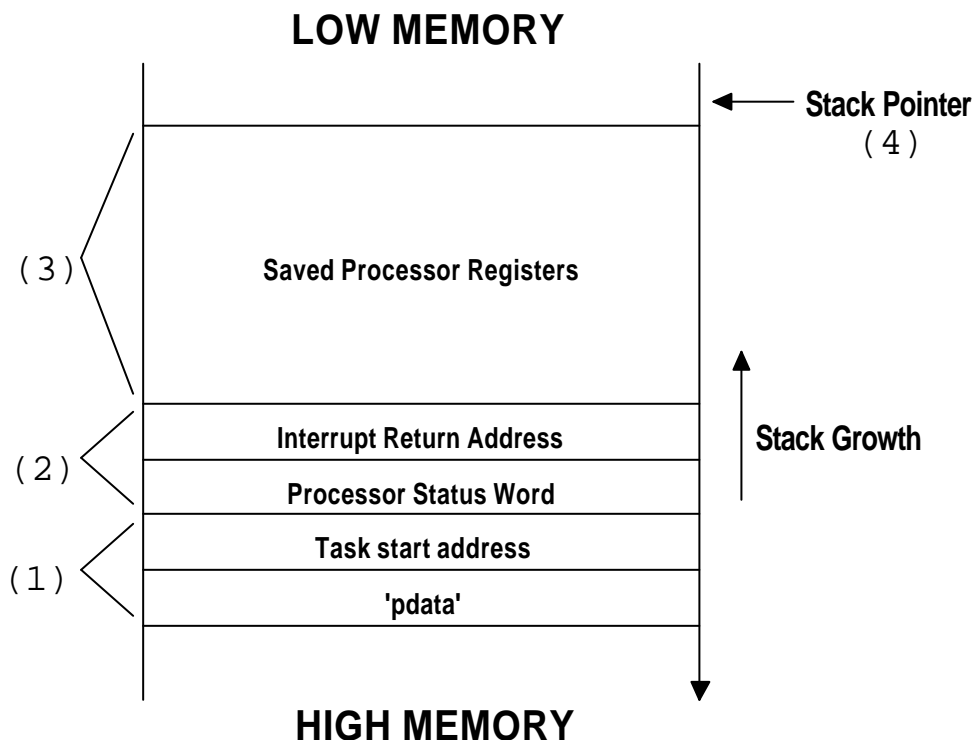 LOW MEMORY
Stack Pointer
(4)
(3)
Saved Processor Registers
Interrupt Return Address
Stack Growth
(2)
Processor Status Word
Task start address
(1)
'pdata'
HIGH MEMORY